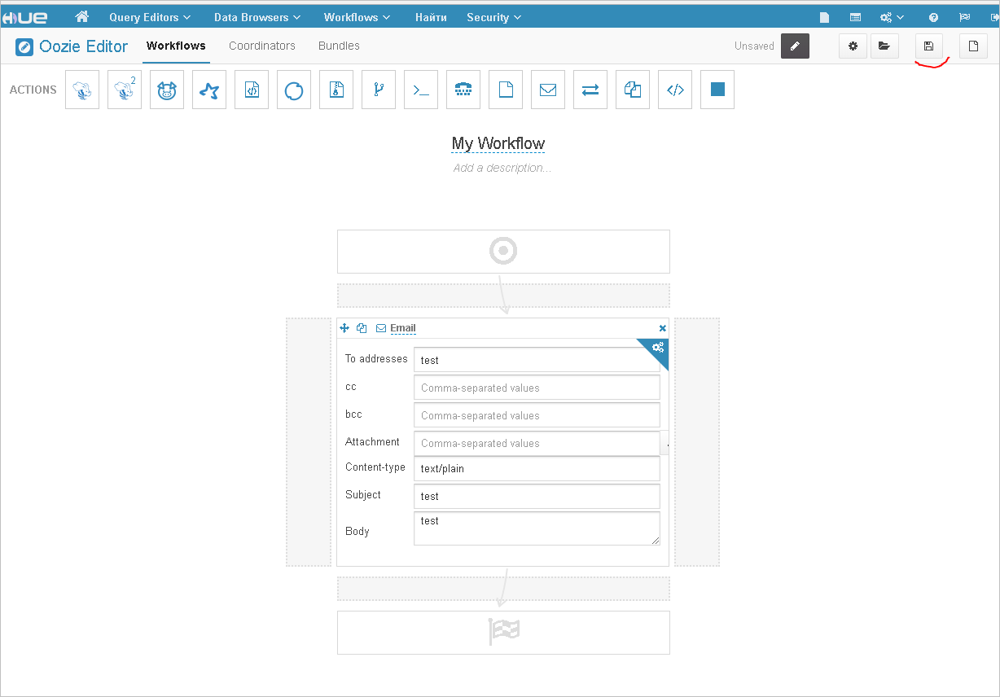 HUE Query Editors Data Browsers Workflows Найти Security
Oozie Editor Workflows Coordinators Bundles Unsaved
ACTIONS 2
My Workflow
Add a description...
Email
To addresses test
cc Comma-separated values
bcc Comma-separated values
Attachment Comma-separated values
Content-type text/plain
Subject test
Body test